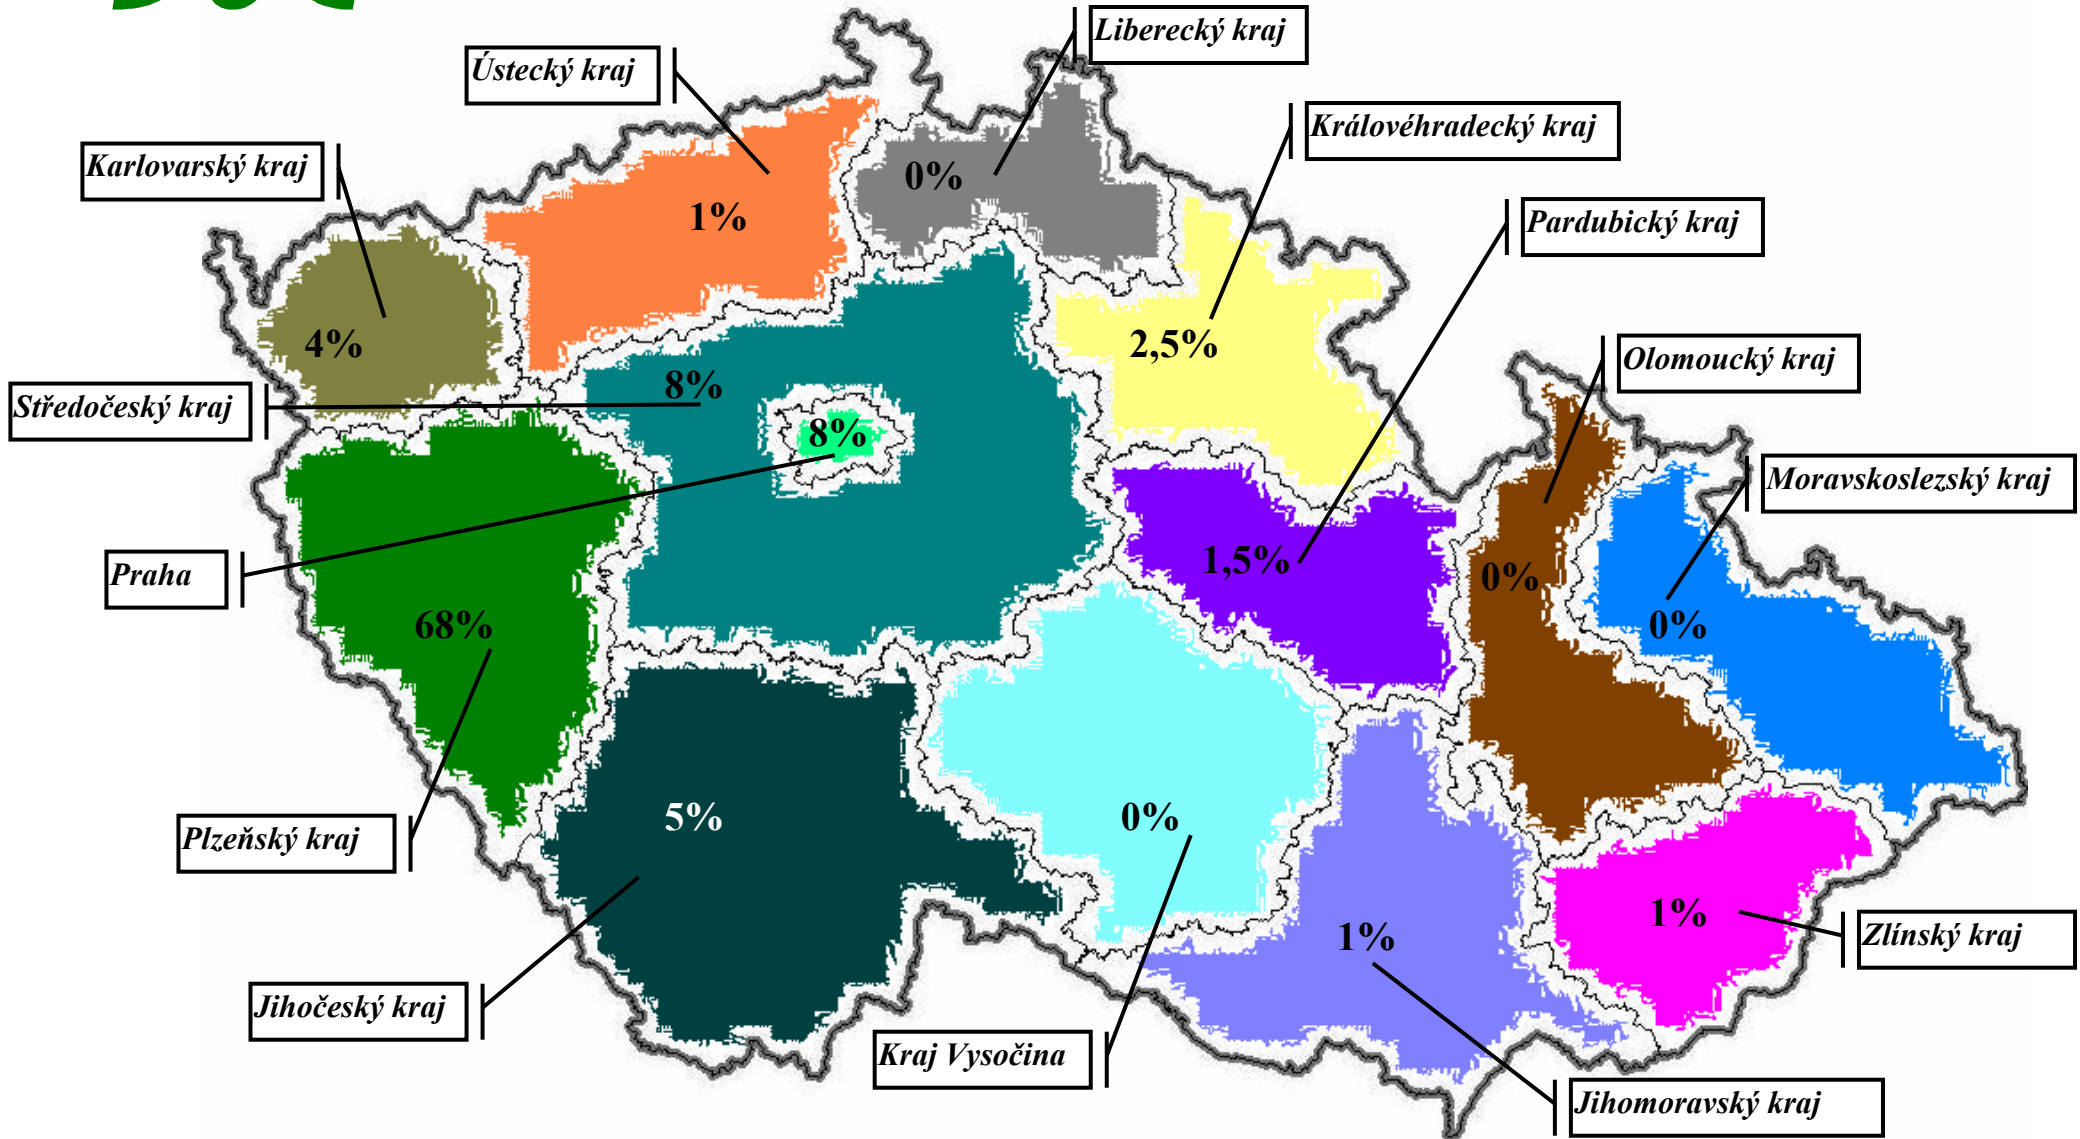 Liberecký kraj
Ústecký kraj
Královéhradecký kraj
Karlovarský kraj
0%
1%
Pardubický kraj
4%
2,5%
Olomoucký kraj
8%
Středočeský kraj
8%
Moravskoslezský kraj
1,5%
0%
Praha
68%
0%
5%
0%
Plzeňský kraj
1%
1%
Zlínský kraj
Jihočeský kraj
Kraj Vysočina
Jihomoravský kraj